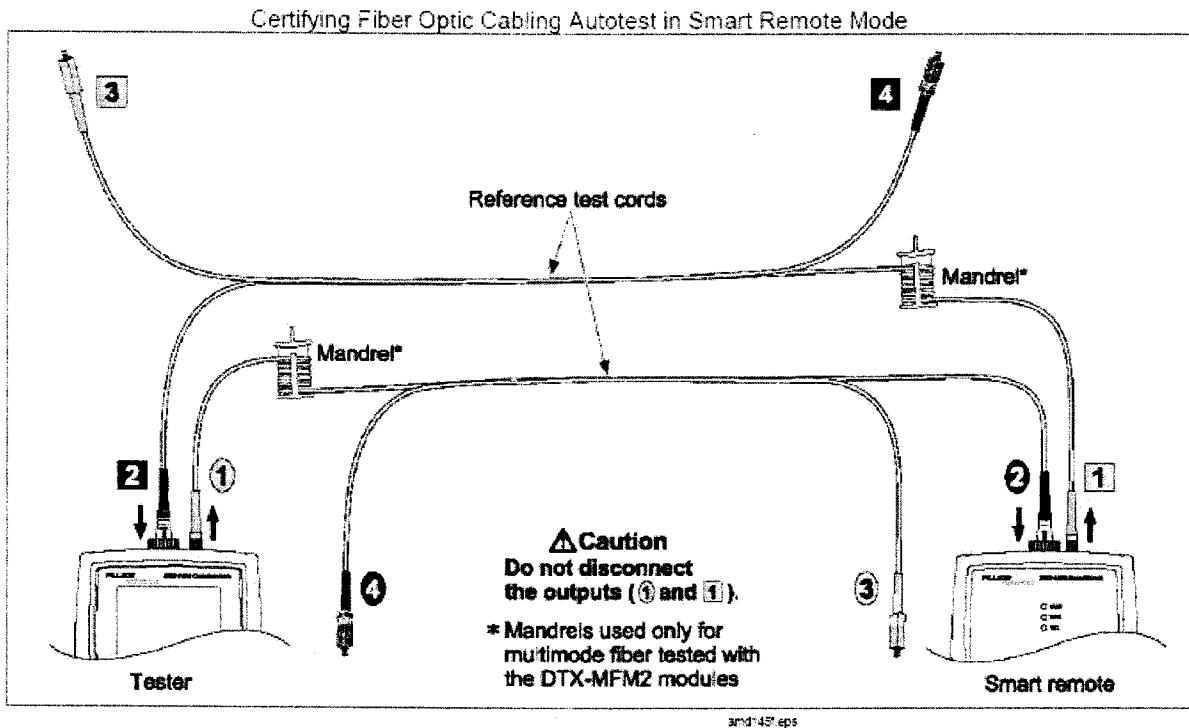 Certifying Fiber Optic Cabling Autotest in Smart Remote Mode
3
4
Reference test cords
Mandrel*
Mandrel*
2
1
2
1
⚠Caution
Do not disconnect
the outputs (① and 1).
4
3
* Mandrels used only for
multimode fiber tested with
the DTX-MFM2 modules
FLUKE
Tester
Smart remote